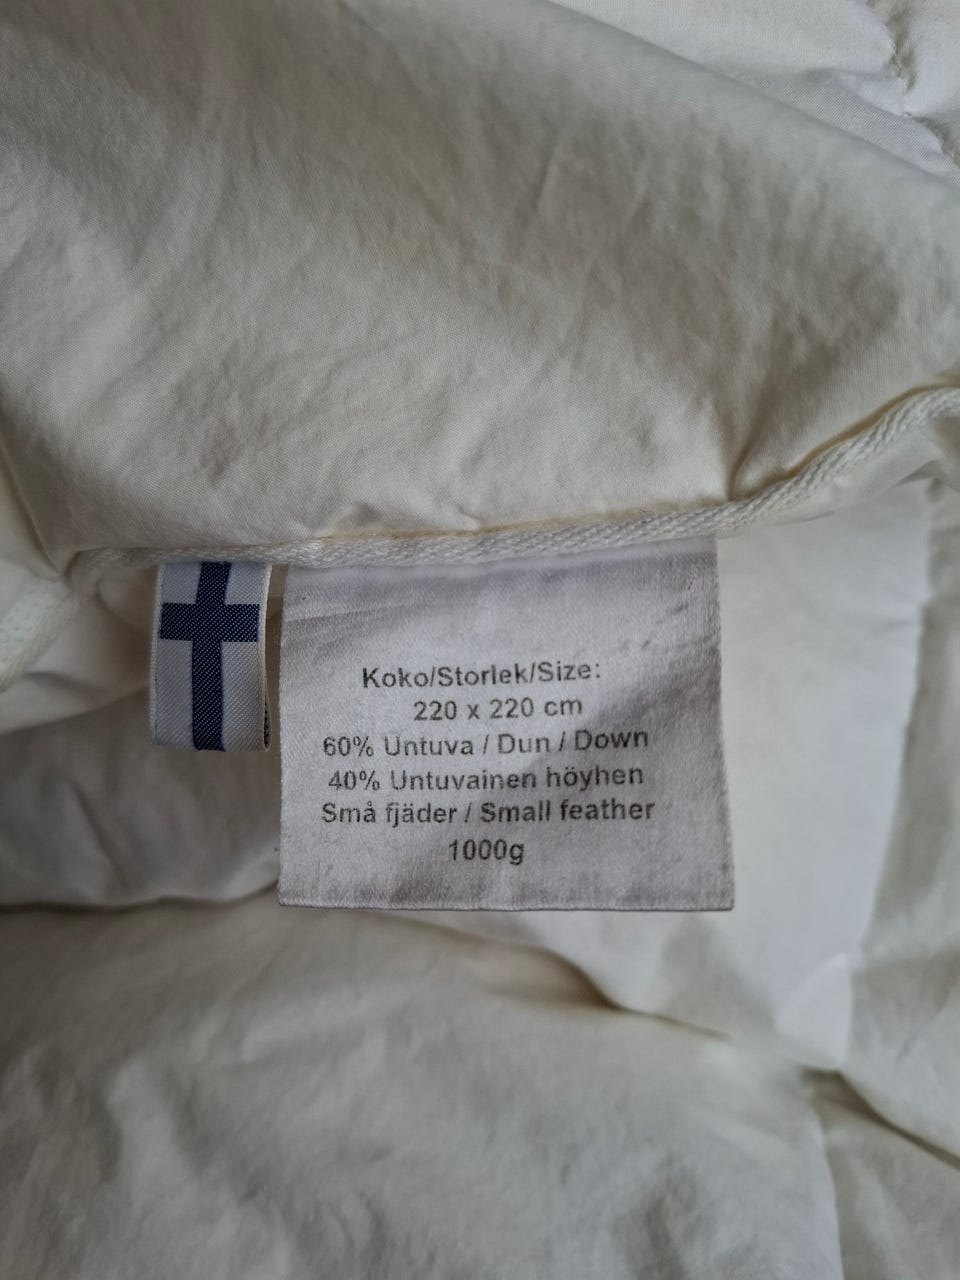 Koko/Storlek/Size:
220 x 220 cm
60% Untuva / Dun / Down
40% Untuvainen höyhen
Små fjäder / Small feather
1000g